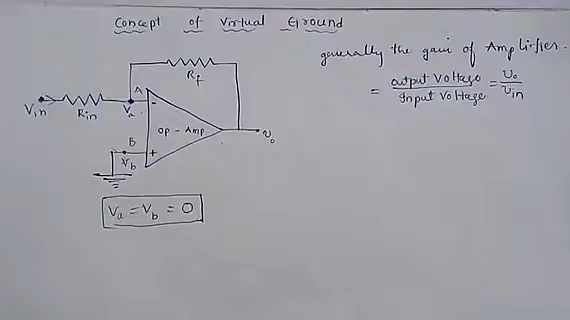 Concept of Virtual Ground
generally the gain of Amplifier.
= output Voltage / Input Voltage = v₀ / vin
Rf
A
Vin
Rin
Va
-
op-Amp
v₀
B
+
Vb
Va = Vb = 0